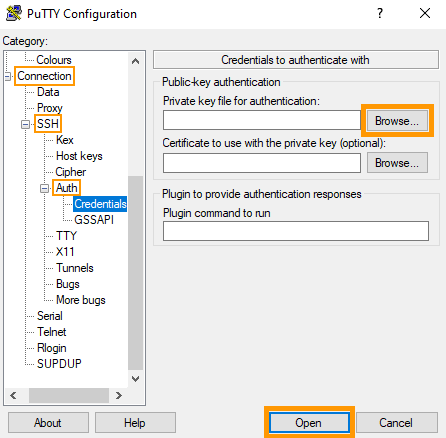 PuTTY Configuration
?
Category:
Colours
Connection
Data
Proxy
SSH
Kex
Host keys
Cipher
Auth
Credentials
GSSAPI
TTY
X11
Tunnels
Bugs
More bugs
Serial
Telnet
Rlogin
SUPDUP
Credentials to authenticate with
Public-key authentication
Private key file for authentication:
Browse...
Certificate to use with the private key (optional):
Browse...
Plugin to provide authentication responses
Plugin command to run
About
Help
Open
Cancel